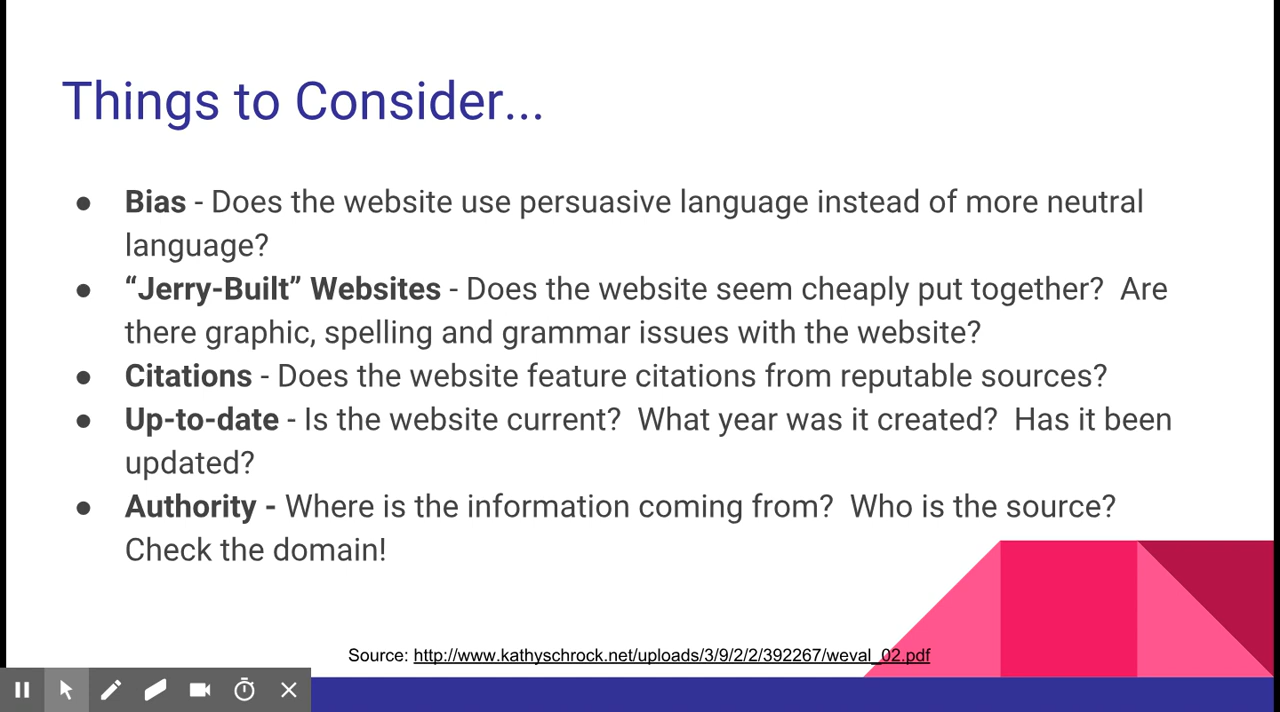 Things to Consider...
● Bias - Does the website use persuasive language instead of more neutral
language?
● “Jerry-Built” Websites - Does the website seem cheaply put together?  Are
there graphic, spelling and grammar issues with the website?
● Citations - Does the website feature citations from reputable sources?
● Up-to-date - Is the website current?  What year was it created?  Has it been
updated?
● Authority - Where is the information coming from?  Who is the source?
Check the domain!
Source: http://www.kathyschrock.net/uploads/3/9/2/2/392267/weval_02.pdf